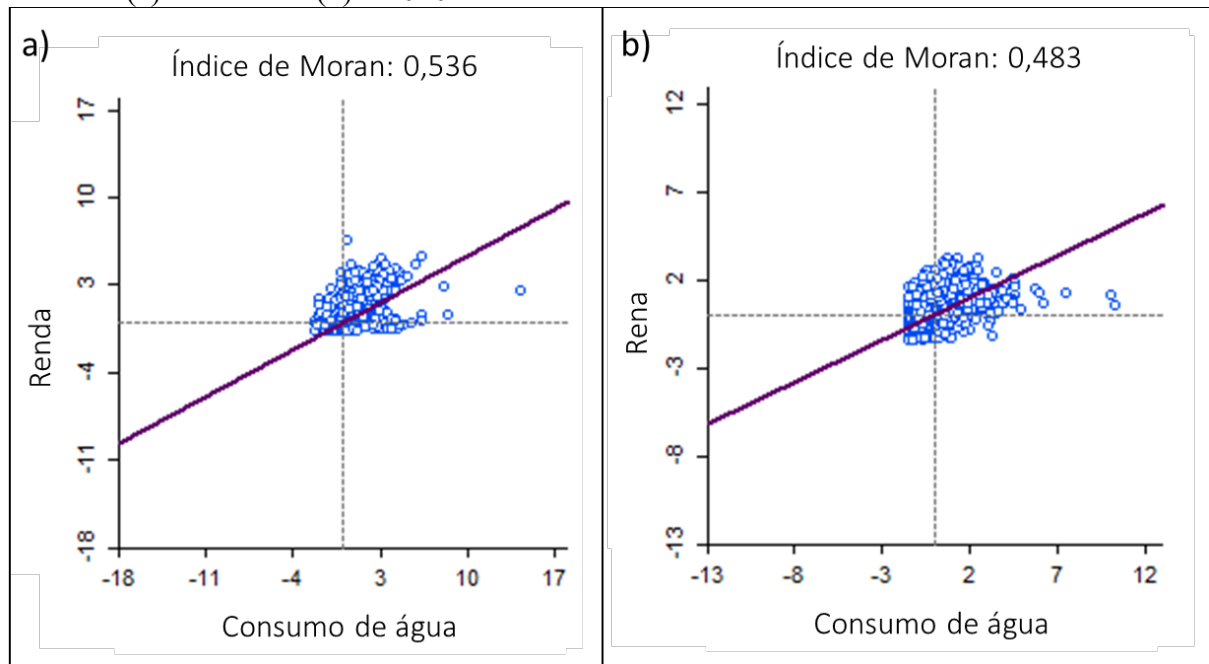 a)
Índice de Moran: 0,536
17
10
3
-4
-11
-18
Renda
-18 -11 -4 3 10 17
Consumo de água
b)
Índice de Moran: 0,483
12
7
2
-3
-8
-13
Rena
-13 -8 -3 2 7 12
Consumo de água